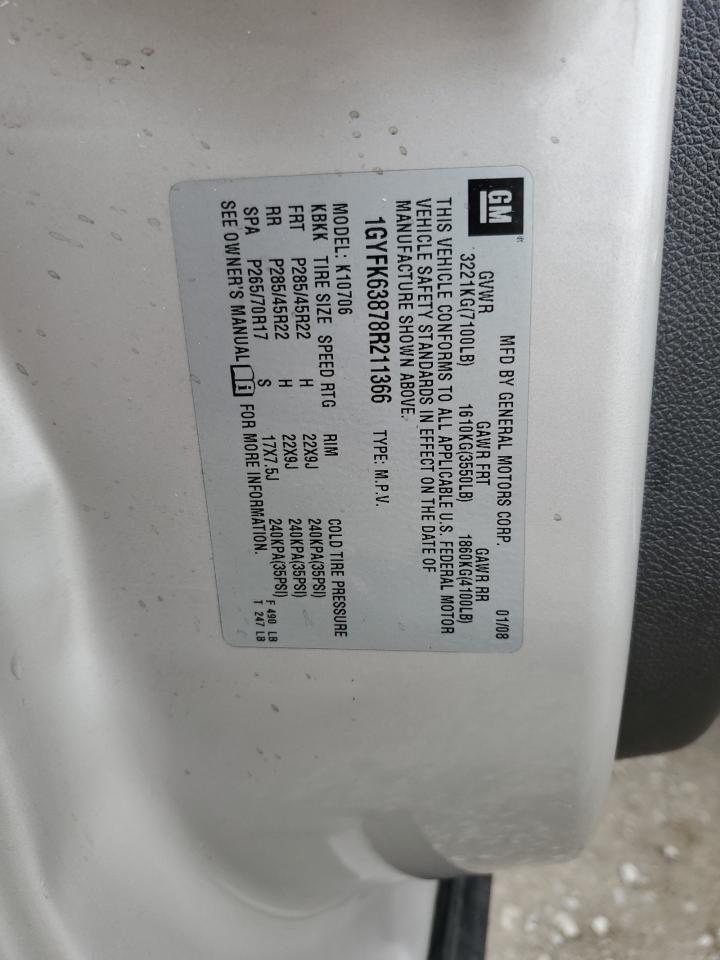 GM ®
MFD BY GENERAL MOTORS CORP. 01/08
GVWR GAWR FRT GAWR RR
3221KG(7100LB) 1610KG(3550LB) 1860KG(4100LB)
THIS VEHICLE CONFORMS TO ALL APPLICABLE U.S. FEDERAL MOTOR
VEHICLE SAFETY STANDARDS IN EFFECT ON THE DATE OF
MANUFACTURE SHOWN ABOVE.
1GYFK63878R211366 TYPE: M.P.V.
MODEL: K10706
KBKK TIRE SIZE SPEED RTG RIM COLD TIRE PRESSURE
FRT P285/45R22 H 22X9J 240KPA(35PSI)
RR P285/45R22 H 22X9J 240KPA(35PSI)
SPA P265/70R17 S 17X7.5J 240KPA(35PSI)
SEE OWNER'S MANUAL i FOR MORE INFORMATION.
F 490 LB
T 247 LB